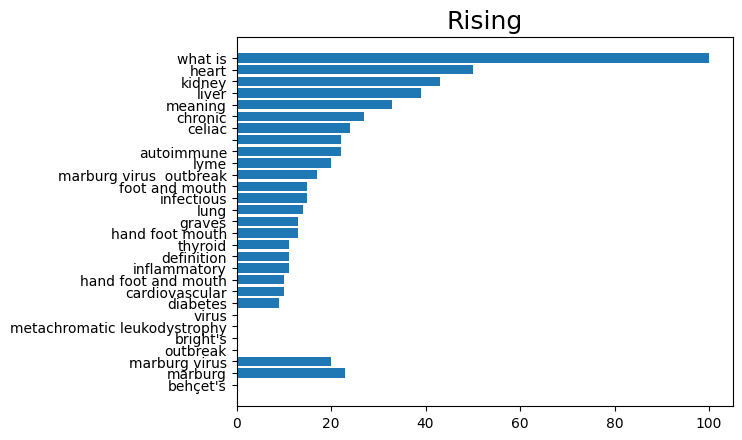 Rising
what is
heart
kidney
liver
meaning
chronic
celiac
autoimmune
lyme
marburg virus  outbreak
foot and mouth
infectious
lung
graves
hand foot mouth
thyroid
definition
inflammatory
hand foot and mouth
cardiovascular
diabetes
virus
metachromatic leukodystrophy
bright's
outbreak
marburg virus
marburg
behçet's
0 20 40 60 80 100